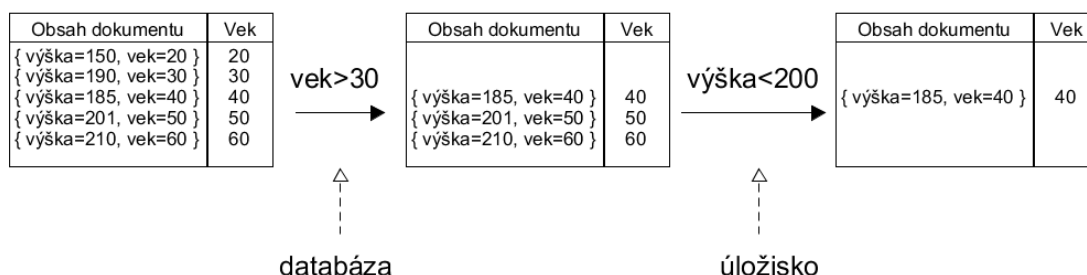 Obsah dokumentu Vek
{ výška=150, vek=20 } 20
{ výška=190, vek=30 } 30
{ výška=185, vek=40 } 40
{ výška=201, vek=50 } 50
{ výška=210, vek=60 } 60
vek>30
databáza
Obsah dokumentu Vek
{ výška=185, vek=40 } 40
{ výška=201, vek=50 } 50
{ výška=210, vek=60 } 60
výška<200
úložisko
Obsah dokumentu Vek
{ výška=185, vek=40 } 40